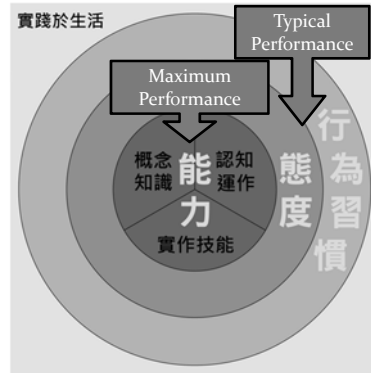 實踐於生活
Typical
Performance
Maximum
Performance
概念
知識
能力
認知
運作
實作技能
態度
行為習慣